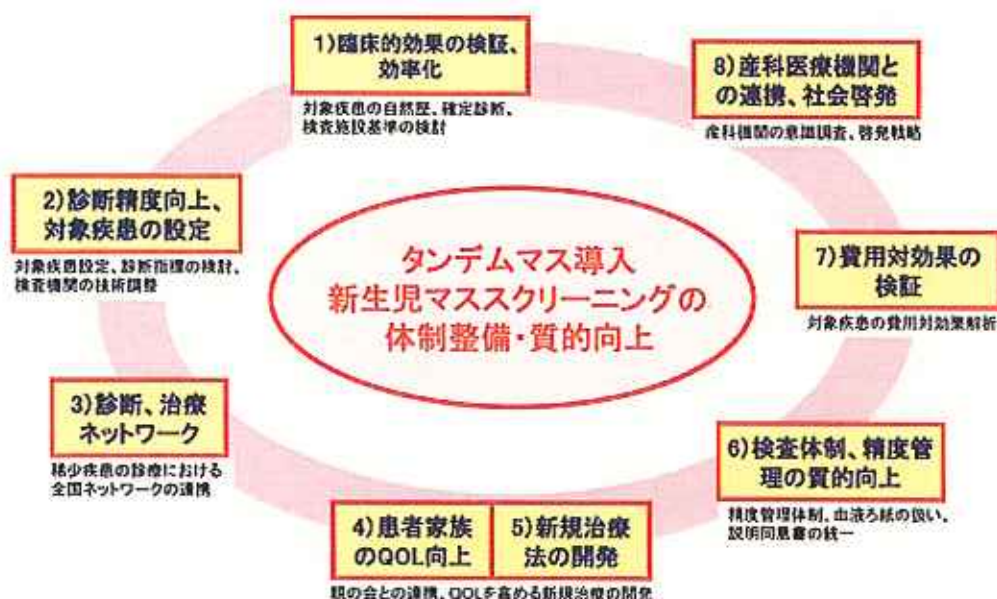 1)臨床的効果の検証、
効率化
対象疾患の自然歴、確定診断、
検査施設基準の検討
2)診断精度向上、
対象疾患の設定
対象疾患設定、診断指標の検討、
検査機関の技術調整
3)診断、治療
ネットワーク
稀少疾患の診療における
全国ネットワークの連携
4)患者家族
のQOL向上
5)新規治療
法の開発
親の会との連携、QOLを高める新規治療の開発
6)検査体制、精度管
理の質的向上
精度管理体制、血液ろ紙の扱い、
説明同意書の統一
7)費用対効果の
検証
対象疾患の費用対効果解析
8)産科医療機関と
の連携、社会啓発
産科機関の意識調査、啓発戦略
タンデムマス導入
新生児マススクリーニングの
体制整備・質的向上